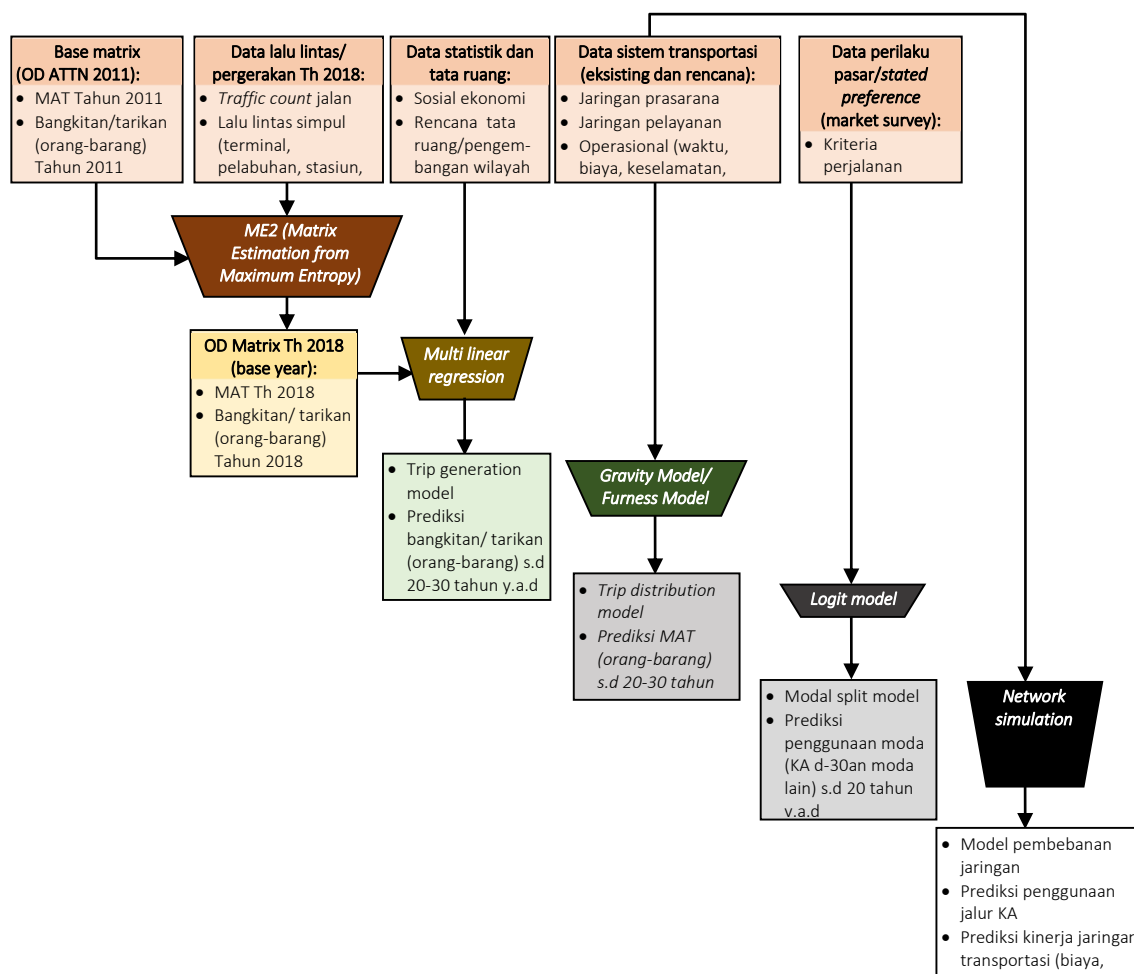 Base matrix
(OD ATTN 2011):
• MAT Tahun 2011
• Bangkitan/tarikan
(orang-barang)
Tahun 2011
Data lalu lintas/
pergerakan Th 2018:
• Traffic count jalan
• Lalu lintas simpul
(terminal,
pelabuhan, stasiun,
Data statistik dan
tata ruang:
• Sosial ekonomi
• Rencana tata
ruang/pengem-
bangan wilayah
Data sistem transportasi
(eksisting dan rencana):
• Jaringan prasarana
• Jaringan pelayanan
• Operasional (waktu,
biaya, keselamatan,
Data perilaku
pasar/stated
preference
(market survey):
• Kriteria
perjalanan
ME2 (Matrix
Estimation from
Maximum Entropy)
OD Matrix Th 2018
(base year):
• MAT Th 2018
• Bangkitan/ tarikan
(orang-barang)
Tahun 2018
Multi linear
regression
• Trip generation
model
• Prediksi
bangkitan/ tarikan
(orang-barang) s.d
20-30 tahun y.a.d
Gravity Model/
Furness Model
• Trip distribution
model
• Prediksi MAT
(orang-barang)
s.d 20-30 tahun
Logit model
• Modal split model
• Prediksi
penggunaan moda
(KA d-30an moda
lain) s.d 20 tahun
y.a.d
Network
simulation
• Model pembebanan
jaringan
• Prediksi penggunaan
jalur KA
• Prediksi kinerja jaringan
transportasi (biaya,